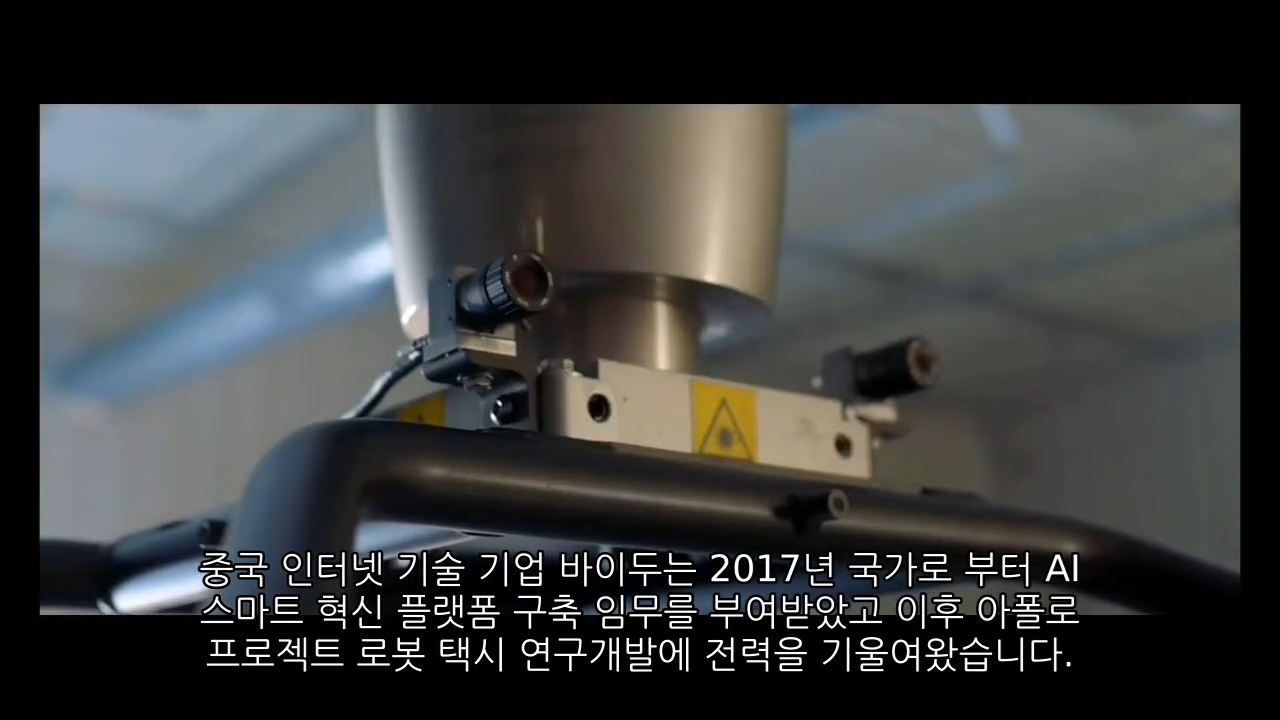 중국 인터넷 기술 기업 바이두는 2017년 국가로 부터 AI
스마트 혁신 플랫폼 구축 임무를 부여받았고 이후 아폴로
프로젝트 로봇 택시 연구개발에 전력을 기울여왔습니다.